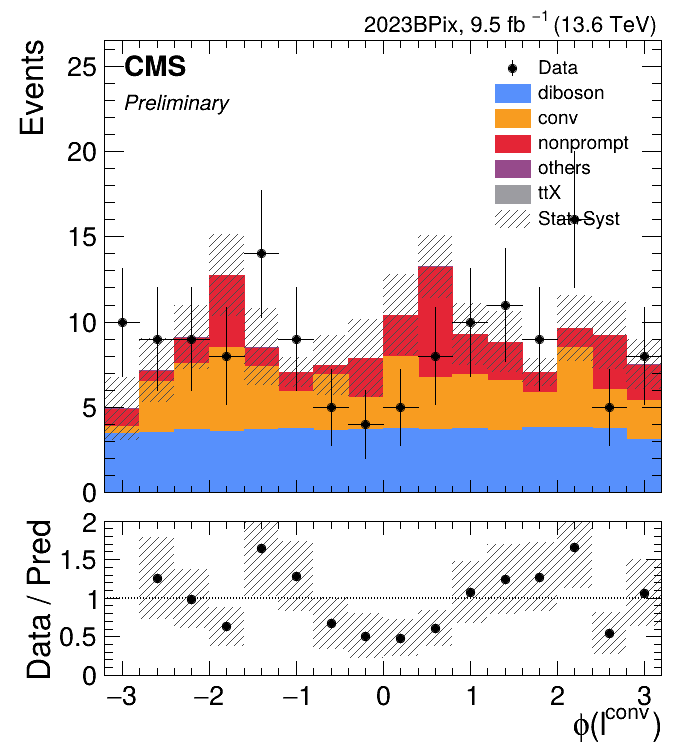 2023BPix, 9.5 fb⁻¹ (13.6 TeV)
Events
CMS
Preliminary
Data
diboson
conv
nonprompt
others
ttX
Stat+Syst
25
20
15
10
5
0
Data / Pred
2
1.5
1
0.5
0
−3 −2 −1 0 1 2 3
ϕ(l^conv)